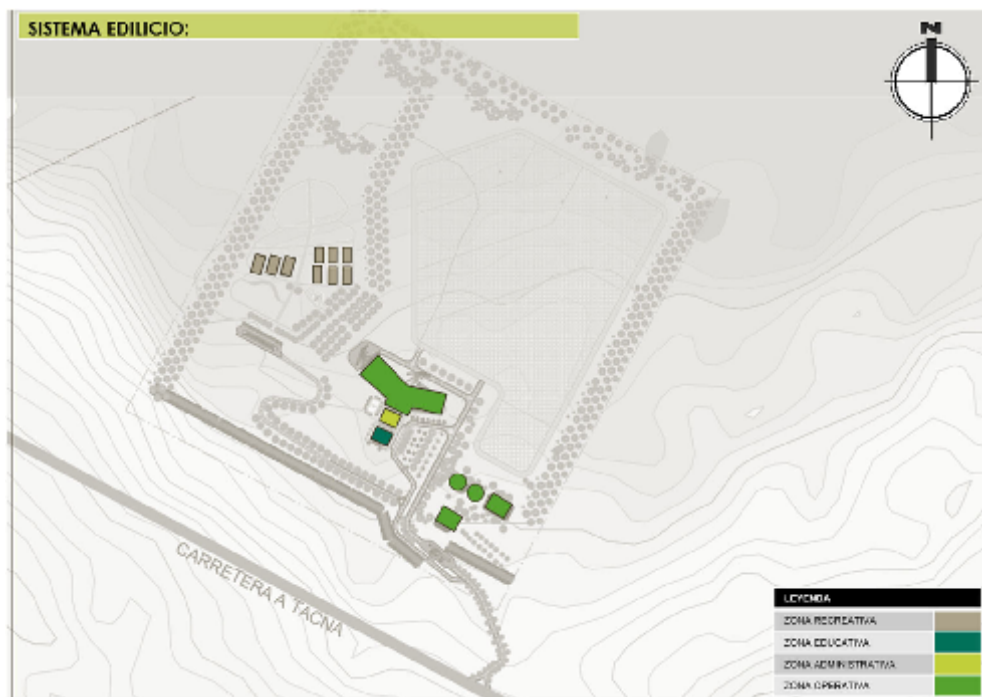 SISTEMA EDILICIO:
N
CARRETERA A TACNA
LEYENDA
ZONA RECREATIVA
ZONA EDUCATIVA
ZONA ADMINISTRATIVA
ZONA OPERATIVA